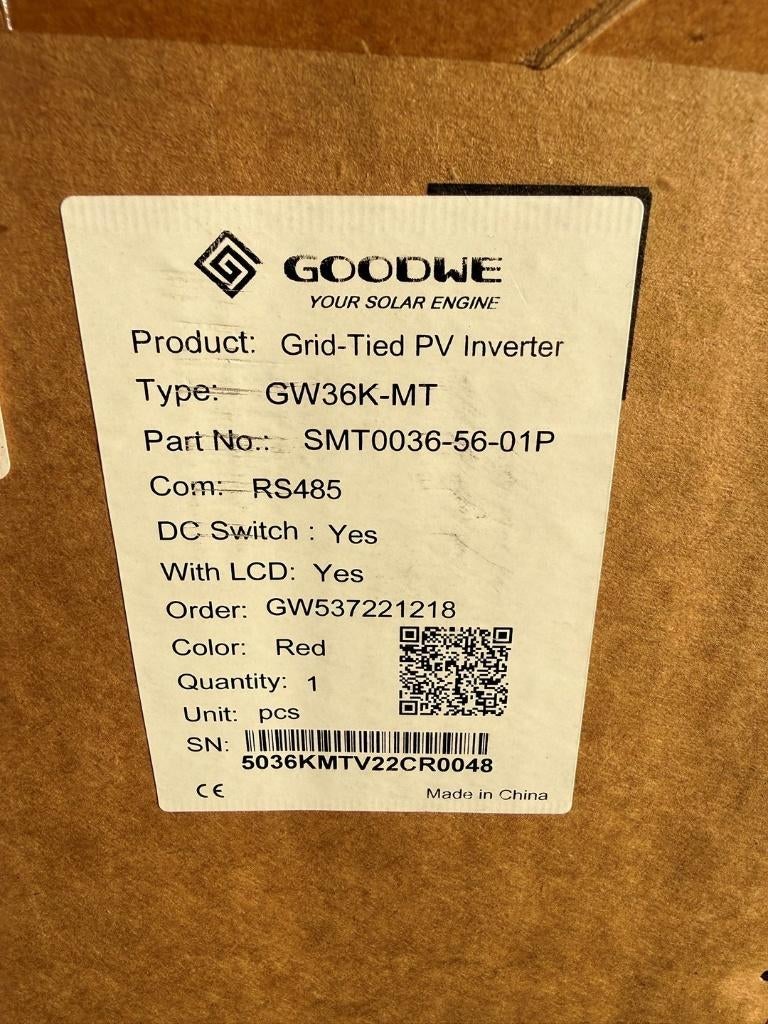 GOODWE
YOUR SOLAR ENGINE
Product: Grid-Tied PV Inverter
Type: GW36K-MT
Part No.: SMT0036-56-01P
Com: RS485
DC Switch : Yes
With LCD: Yes
Order: GW537221218
Color: Red
Quantity: 1
Unit: pcs
SN:
5036KMTV22CR0048
CE Made in China